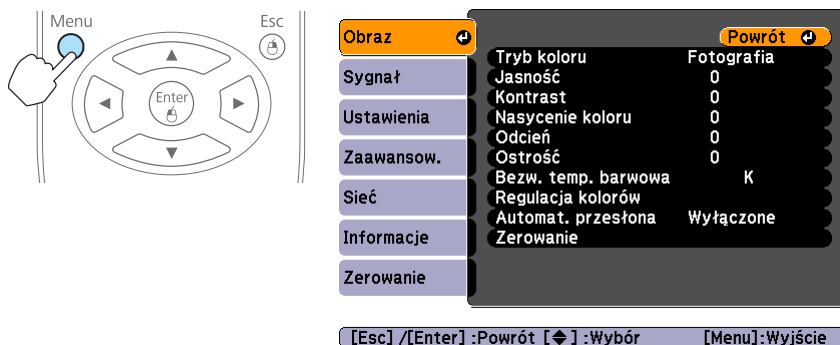 Menu
Esc
Enter
Obraz
Sygnał
Ustawienia
Zaawansow.
Sieć
Informacje
Zerowanie
Powrót
Tryb koloru Fotografia
Jasność 0
Kontrast 0
Nasycenie koloru 0
Odcień 0
Ostrość 0
Bezw. temp. barwowa K
Regulacja kolorów
Automat. przesłona Wyłączone
Zerowanie
[Esc] /[Enter] :Powrót [◆] :Wybór [Menu]:Wyjście